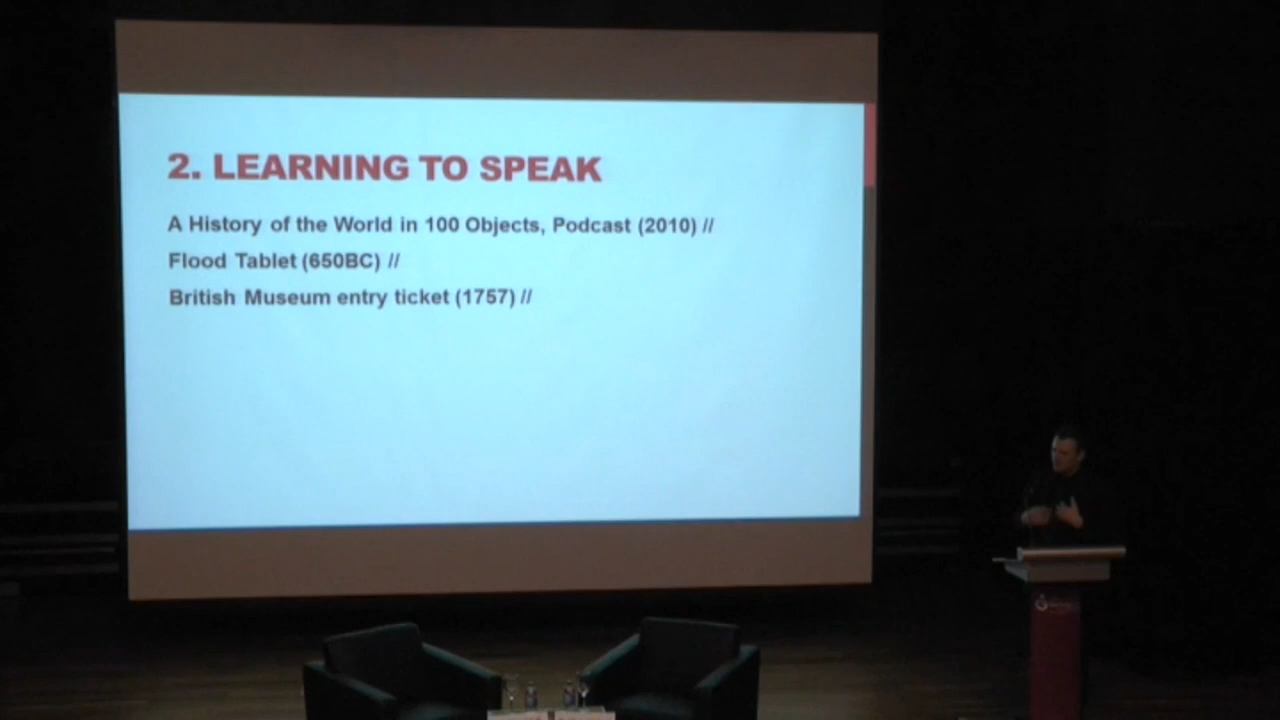 2. LEARNING TO SPEAK
A History of the World in 100 Objects, Podcast (2010) //
Flood Tablet (650BC) //
British Museum entry ticket (1757) //